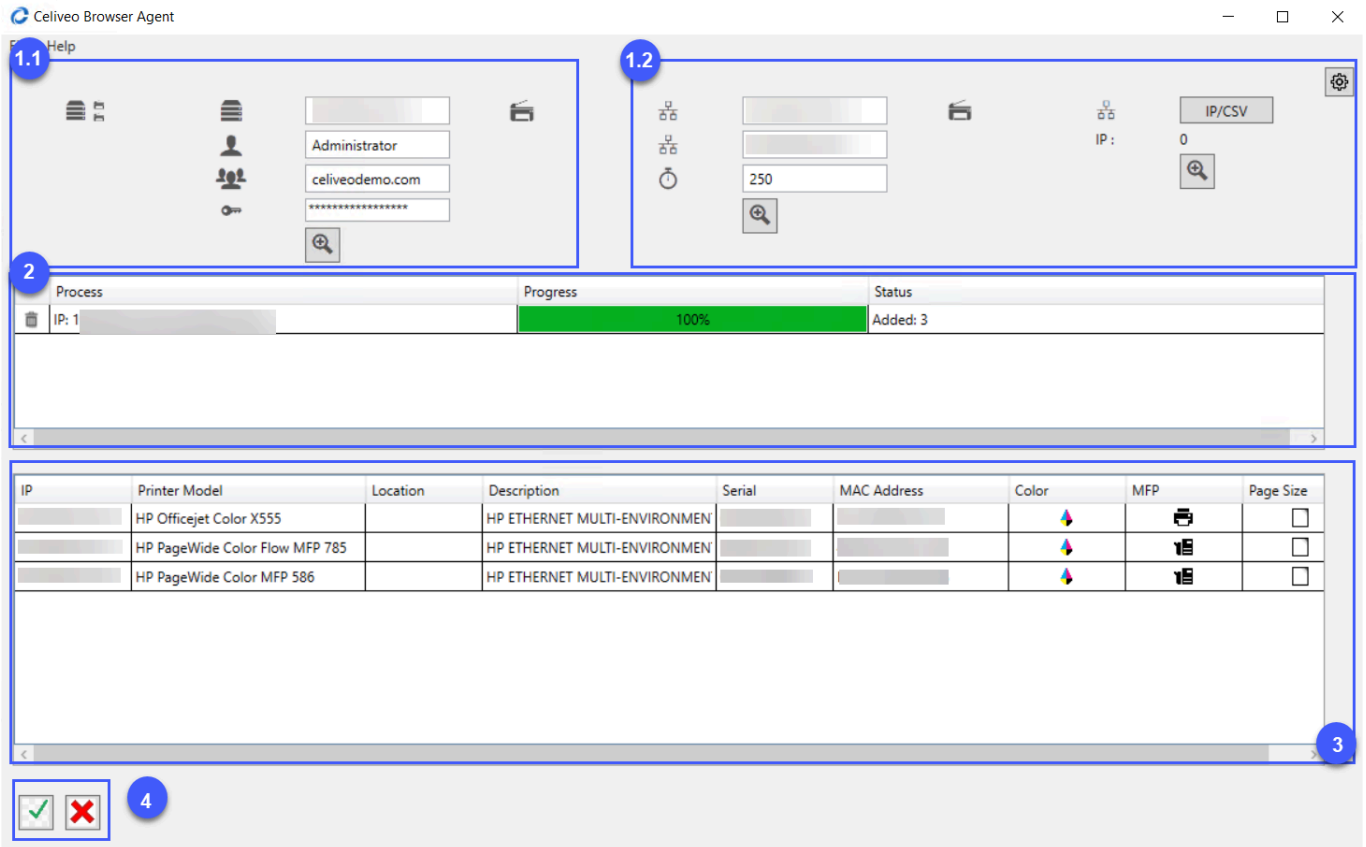 Celiveo Browser Agent
Help
1.1
1.2
IP/CSV
Administrator
IP : 0
celiveodemo.com
250
*****************
2
Process Progress Status
IP: 1 100% Added: 3
IP Printer Model Location Description Serial MAC Address Color MFP Page Size
HP Officejet Color X555 HP ETHERNET MULTI-ENVIRONMEN
HP PageWide Color Flow MFP 785 HP ETHERNET MULTI-ENVIRONMEN
HP PageWide Color MFP 586 HP ETHERNET MULTI-ENVIRONMEN
3
4